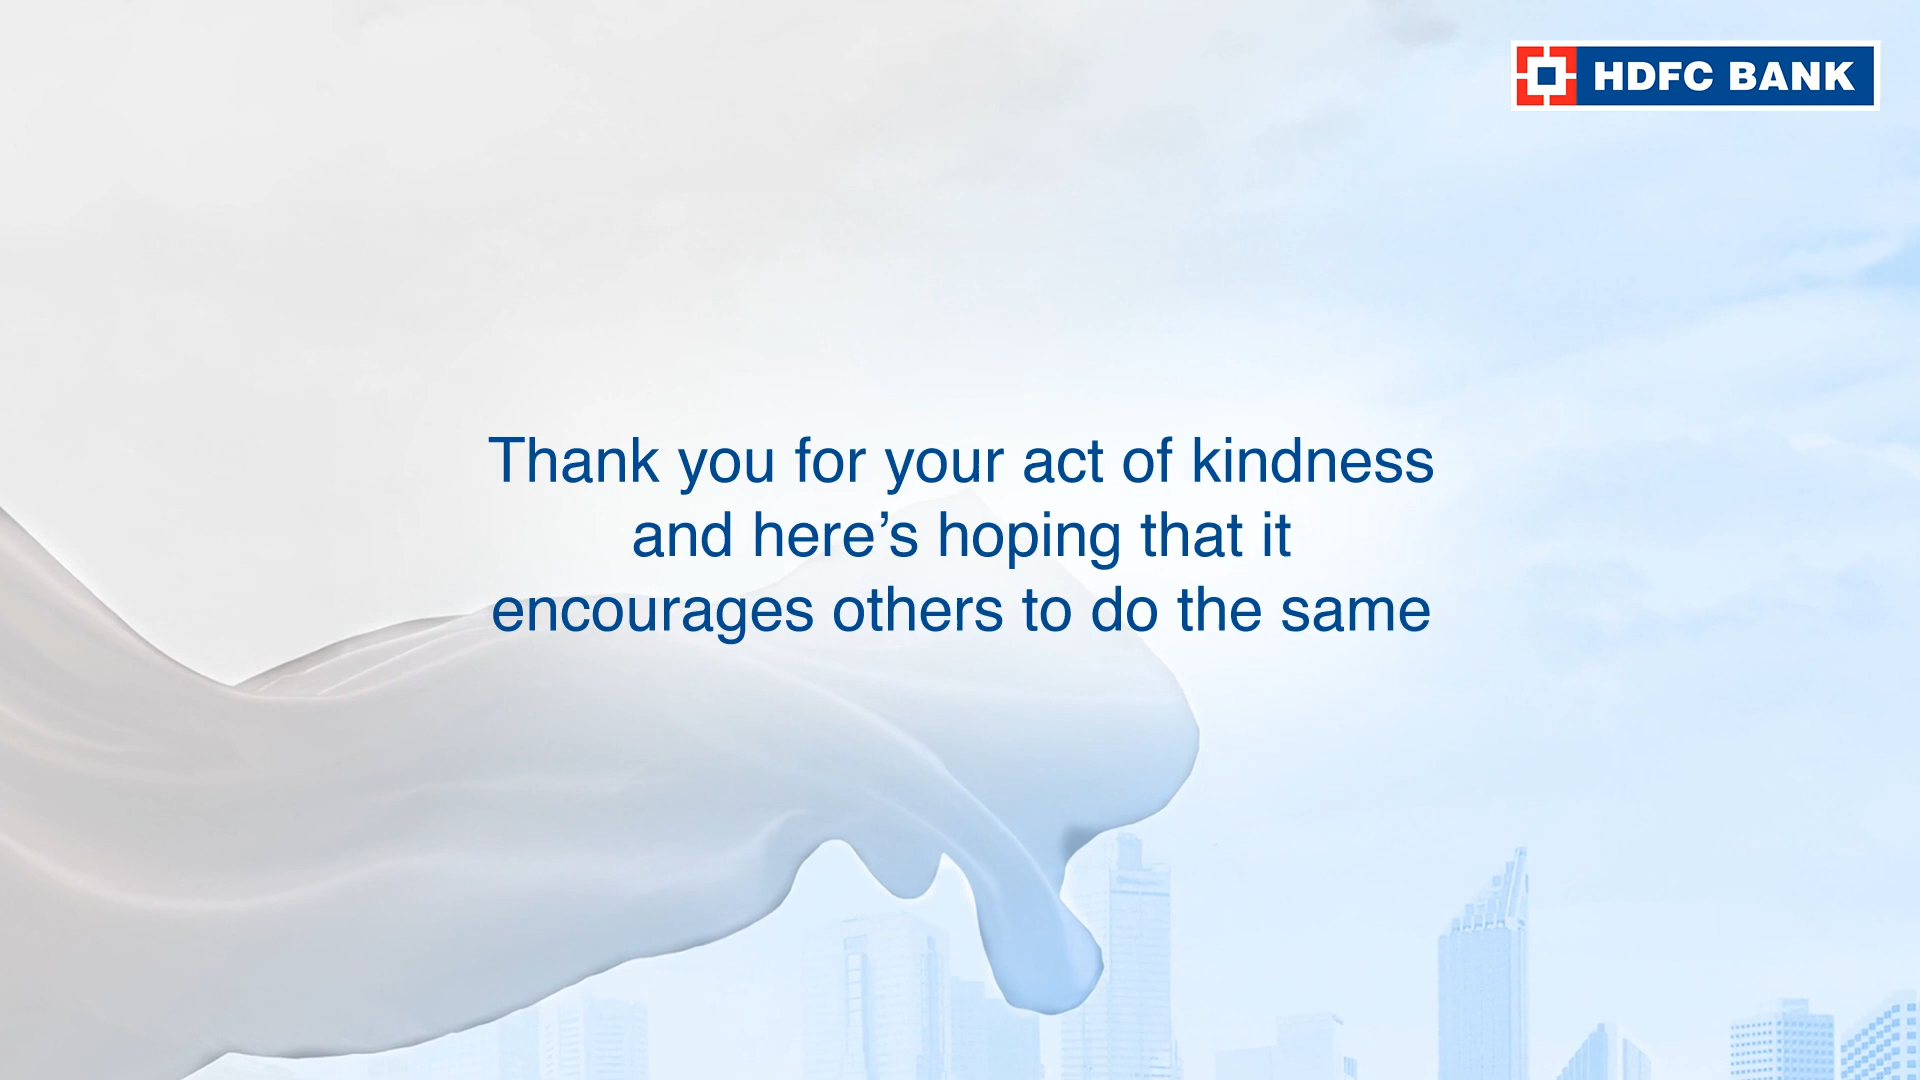 HDFC BANK
Thank you for your act of kindness
and here’s hoping that it
encourages others to do the same